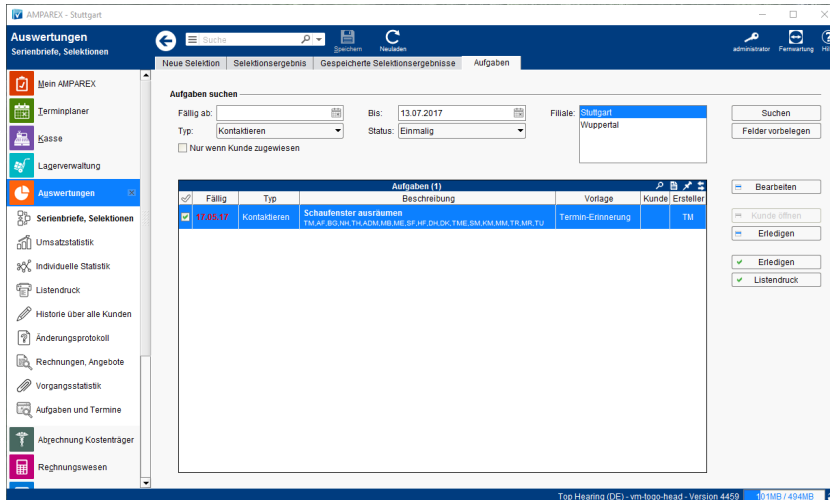 AMPAREX - Stuttgart
Auswertungen
Serienbriefe, Selektionen
Suche
Speichern
Neuladen
administrator
Fernwartung
Neue Selektion
Selektionsergebnis
Gespeicherte Selektionsergebnisse
Aufgaben
Mein AMPAREX
Terminplaner
Kasse
Lagerverwaltung
Auswertungen
Serienbriefe, Selektionen
Umsatzstatistik
Individuelle Statistik
Listendruck
Historie über alle Kunden
Änderungsprotokoll
Rechnungen, Angebote
Vorgangsstatistik
Aufgaben und Termine
Abrechnung Kostenträger
Rechnungswesen
Aufgaben suchen
Fällig ab:
Bis: 13.07.2017
Filiale: Stuttgart
Wuppertal
Typ: Kontaktieren
Status: Einmalig
Nur wenn Kunde zugewiesen
Suchen
Felder vorbelegen
Aufgaben (1)
Fällig Typ Beschreibung Vorlage Kunde Ersteller
17.05.17 Kontaktieren Schaufenster ausräumen Termin-Erinnerung TM
TM,AF,BG,NH,TH,ADM,MB,ME,SF,HF,DH,DK,TME,SM,KM,MM,TR,MR,TU
Bearbeiten
Kunde öffnen
Erledigen
Erledigen
Listendruck
Top Hearing (DE) - vm-togo-head - Version 4459
101MB / 494MB